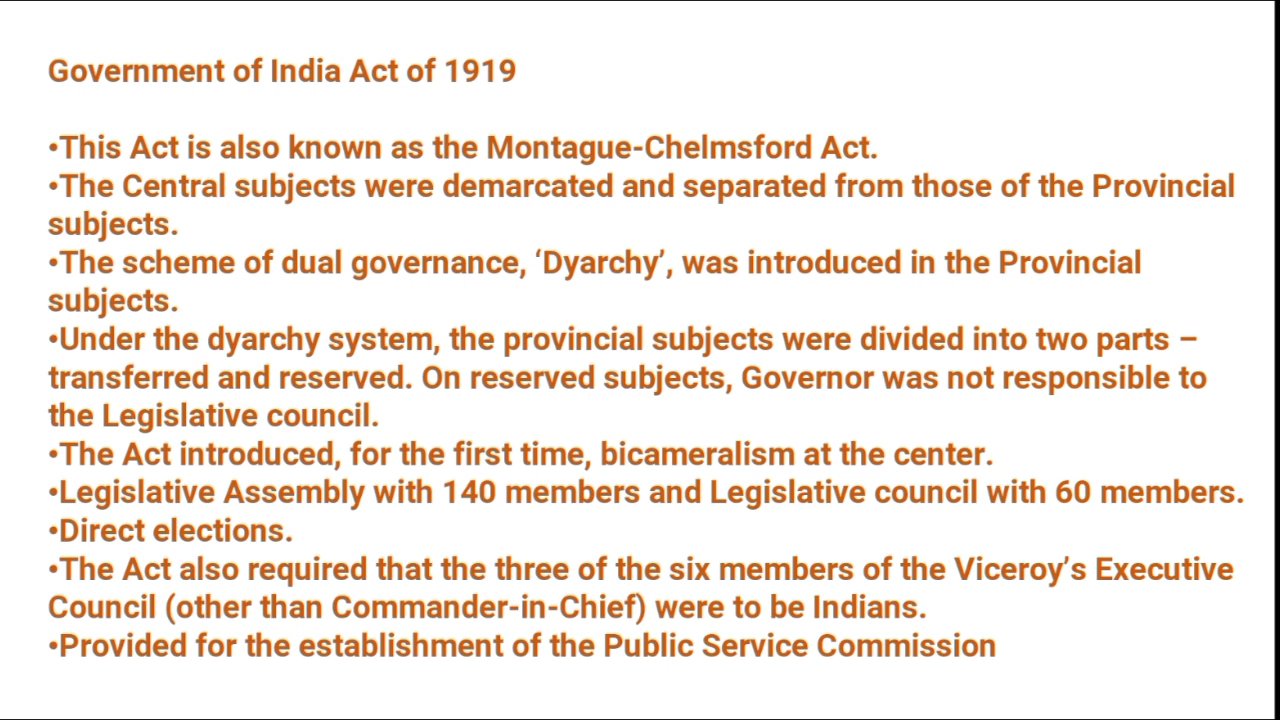 Government of India Act of 1919
•This Act is also known as the Montague-Chelmsford Act.
•The Central subjects were demarcated and separated from those of the Provincial
subjects.
•The scheme of dual governance, ‘Dyarchy’, was introduced in the Provincial
subjects.
•Under the dyarchy system, the provincial subjects were divided into two parts –
transferred and reserved. On reserved subjects, Governor was not responsible to
the Legislative council.
•The Act introduced, for the first time, bicameralism at the center.
•Legislative Assembly with 140 members and Legislative council with 60 members.
•Direct elections.
•The Act also required that the three of the six members of the Viceroy’s Executive
Council (other than Commander-in-Chief) were to be Indians.
•Provided for the establishment of the Public Service Commission